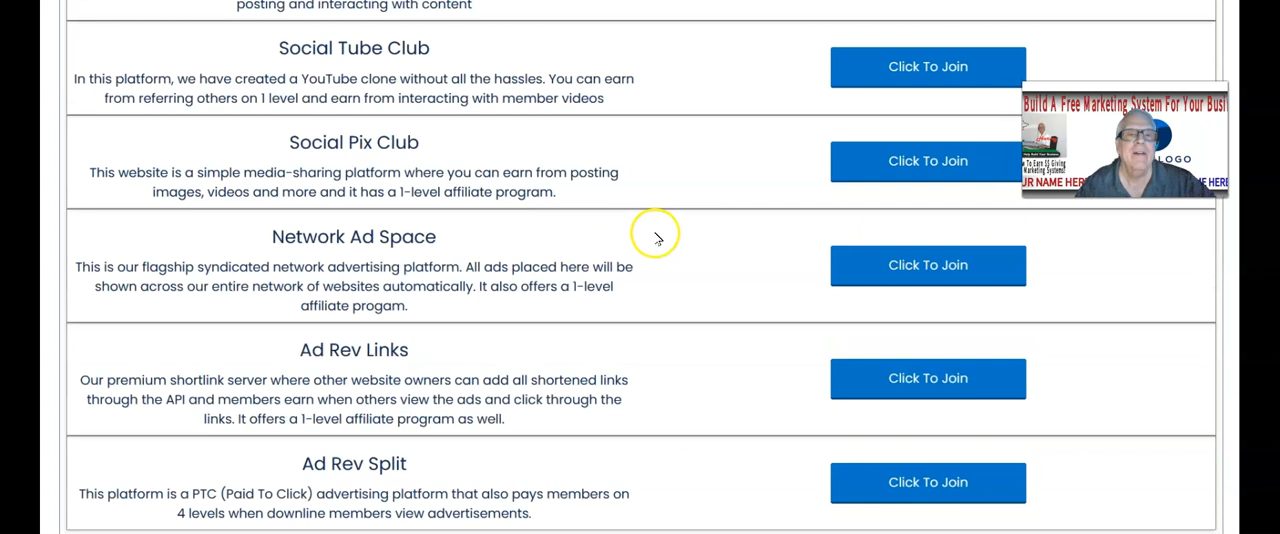 posting and interacting with content
Social Tube Club
In this platform, we have created a YouTube clone without all the hassles. You can earn
from referring others on 1 level and earn from interacting with member videos
Click To Join
Build A Free Marketing System For Your Busi
LOGO
To Earn $$ Giving
Marketing Systems!
UR NAME HER
ME HERE
Social Pix Club
This website is a simple media-sharing platform where you can earn from posting
images, videos and more and it has a 1-level affiliate program.
Click To Join
Network Ad Space
This is our flagship syndicated network advertising platform. All ads placed here will be
shown across our entire network of websites automatically. It also offers a 1-level
affiliate progam.
Click To Join
Ad Rev Links
Our premium shortlink server where other website owners can add all shortened links
through the API and members earn when others view the ads and click through the
links. It offers a 1-level affiliate program as well.
Click To Join
Ad Rev Split
This platform is a PTC (Paid To Click) advertising platform that also pays members on
4 levels when downline members view advertisements.
Click To Join